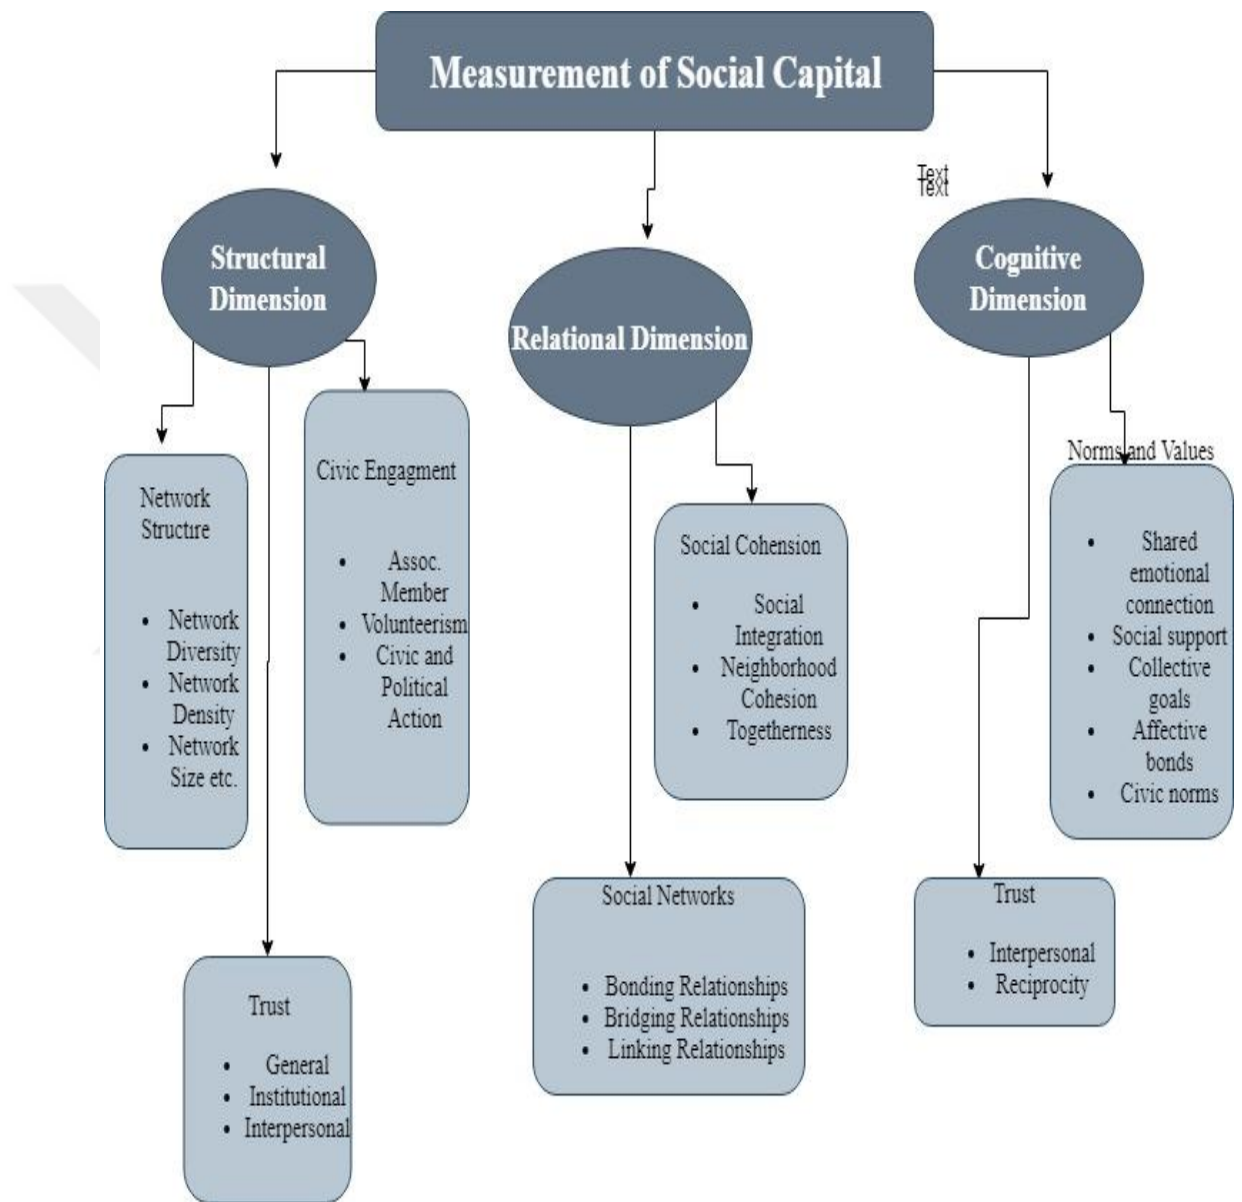 Measurement of Social Capital
Text
Text
Structural
Dimension
Relational Dimension
Cognitive
Dimension
Network
Structire
• Network
Diversity
• Network
Density
• Network
Size etc.
Civic Engagment
• Assoc.
Member
• Volunteerism
• Civic and
Political
Action
Trust
• General
• Institutional
• Interpersonal
Social Cohension
• Social
Integration
• Neighborhood
Cohesion
• Togetherness
Social Networks
• Bonding Relationships
• Bridging Relationships
• Linking Relationships
Norms and Values
• Shared
emotional
connection
• Social support
• Collective
goals
• Affective
bonds
• Civic norms
Trust
• Interpersonal
• Reciprocity